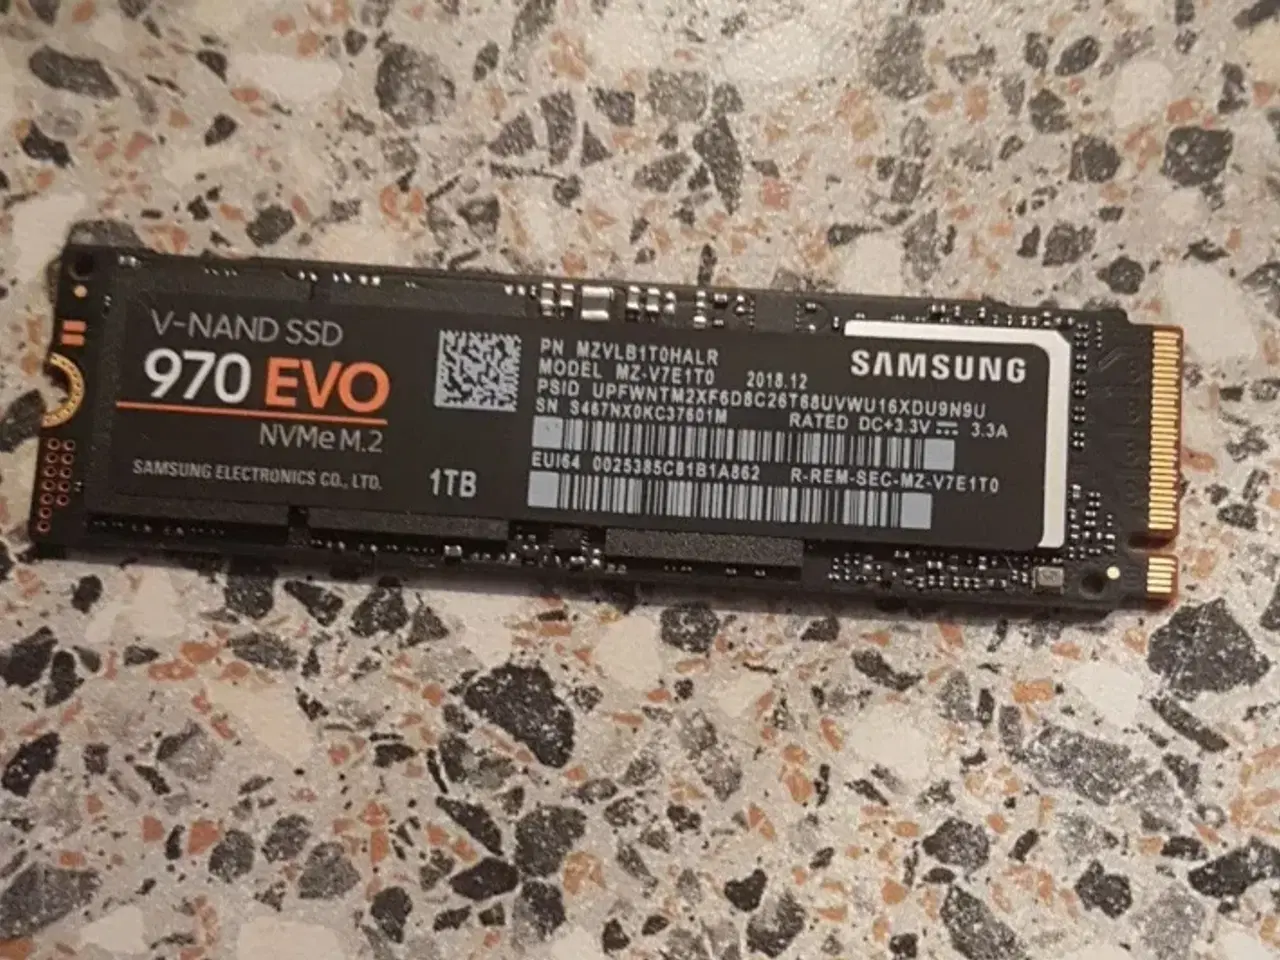 V-NAND SSD
970 EVO
NVMe M.2
SAMSUNG ELECTRONICS CO., LTD.
1TB
PN MZVLB1T0HALR
MODEL MZ-V7E1T0 2018.12
PSID UPFWNTM2XF6D8C26T68UVWU16XDU9N9U
SN S467NX0KC37601M RATED DC+3.3V ⎓ 3.3A
EUI64 0025385C81B1A862 R-REM-SEC-MZ-V7E1T0
SAMSUNG